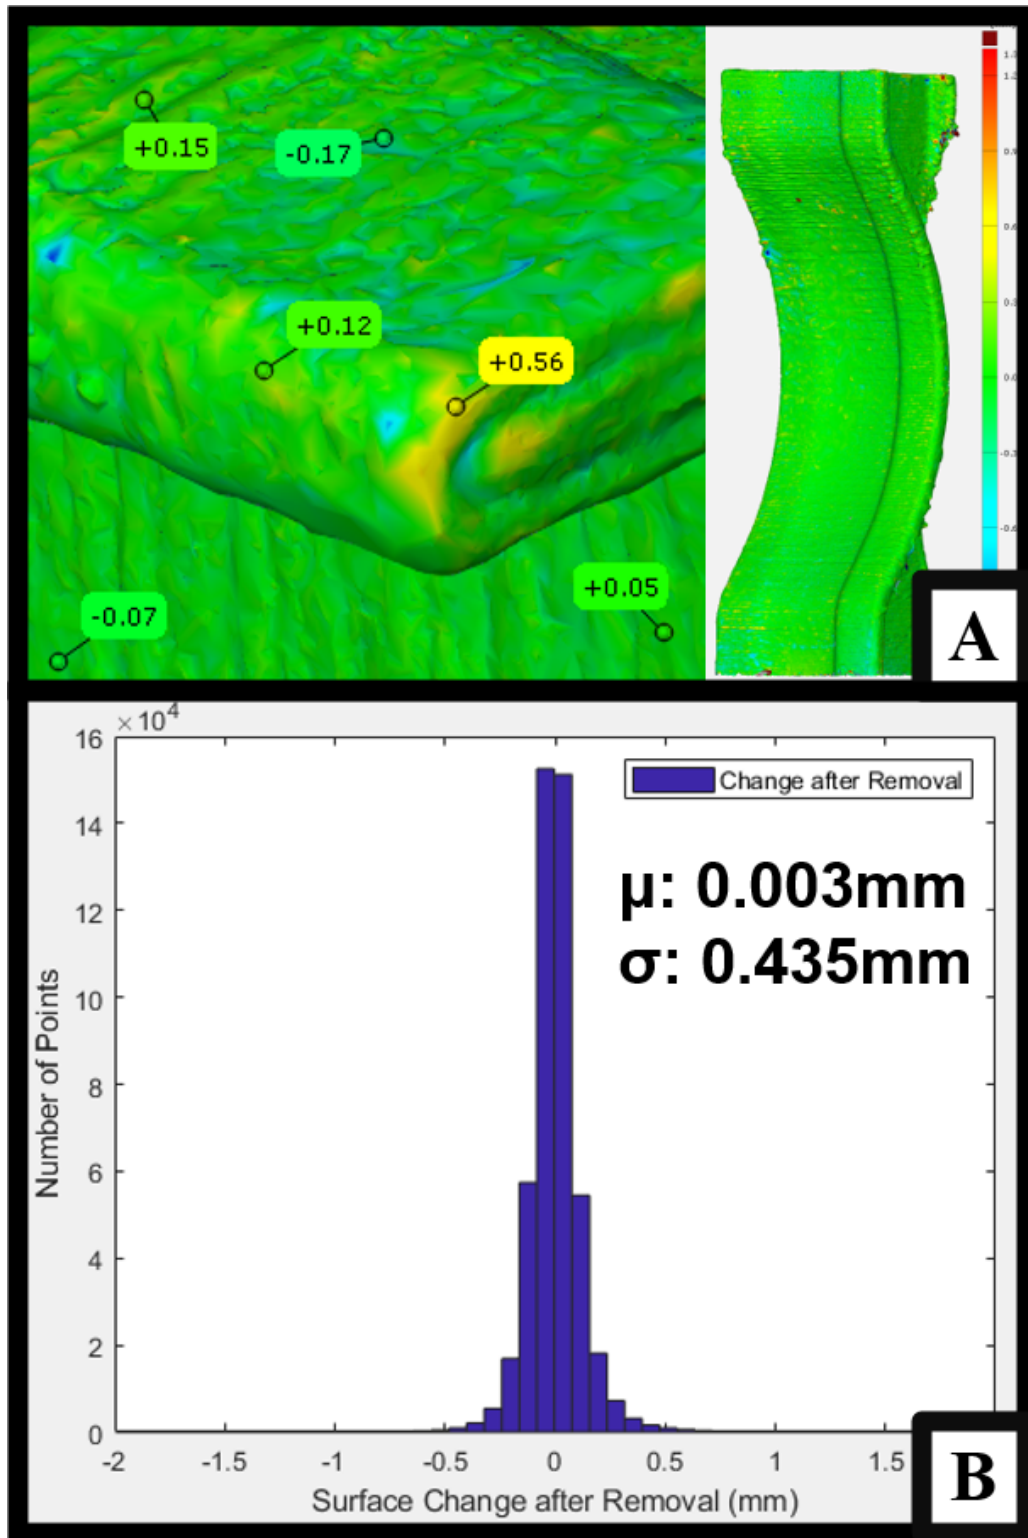 +0.15
-0.17
+0.12
+0.56
+0.05
-0.07
A
×10⁴
16
14
12
10
8
6
4
2
0
Number of Points
Change after Removal
μ: 0.003mm
σ: 0.435mm
-2 -1.5 -1 -0.5 0 0.5 1 1.5
Surface Change after Removal (mm)
B